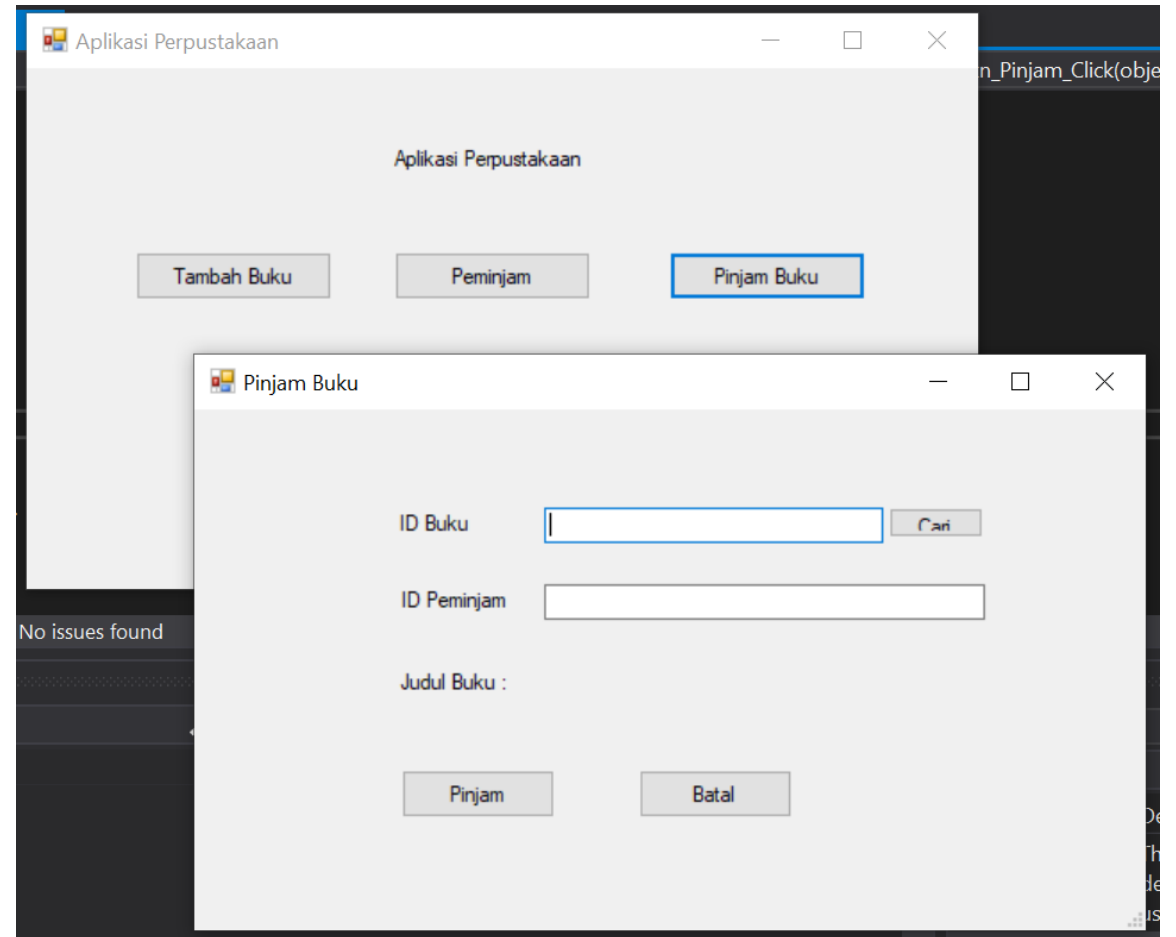 Aplikasi Perpustakaan
n_Pinjam_Click(obje
Aplikasi Perpustakaan
Tambah Buku Peminjam Pinjam Buku
Pinjam Buku
ID Buku Cari
ID Peminjam
No issues found
Judul Buku :
Pinjam Batal